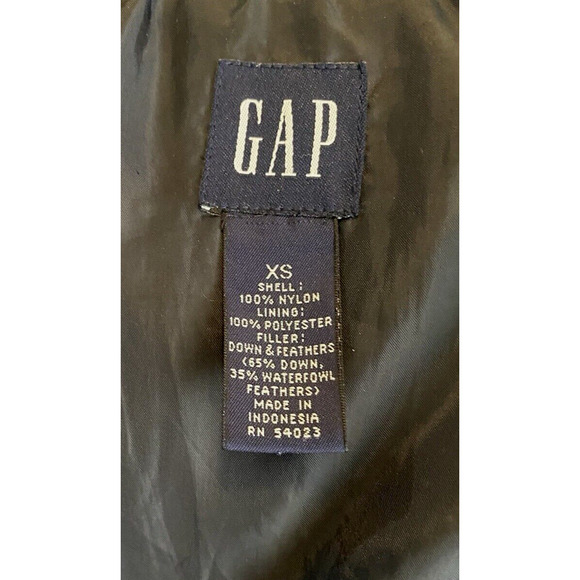 GAP
XS
SHELL:
100% NYLON
LINING:
100% POLYESTER
FILLER:
DOWN & FEATHERS
(65% DOWN,
35% WATERFOWL
FEATHERS)
MADE IN
INDONESIA
RN 54023